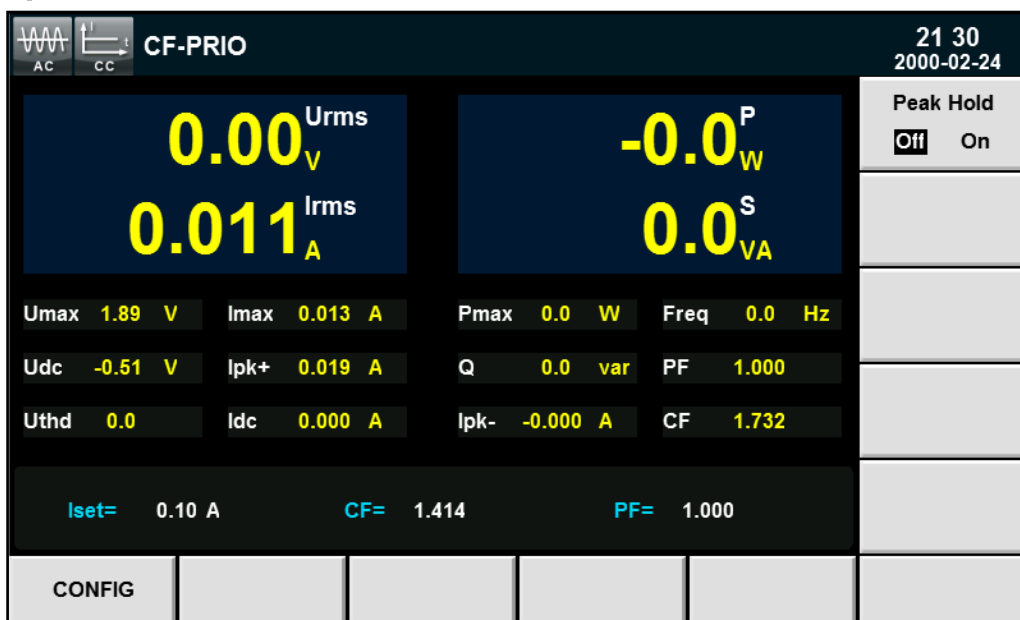 AC CC CF-PRIO 21 30
2000-02-24
0.00 Urms V
0.011 Irms A
-0.0 P W
0.0 S VA
Peak Hold
Off On
Umax 1.89 V Imax 0.013 A Pmax 0.0 W Freq 0.0 Hz
Udc -0.51 V Ipk+ 0.019 A Q 0.0 var PF 1.000
Uthd 0.0 Idc 0.000 A Ipk- -0.000 A CF 1.732
Iset= 0.10 A CF= 1.414 PF= 1.000
CONFIG